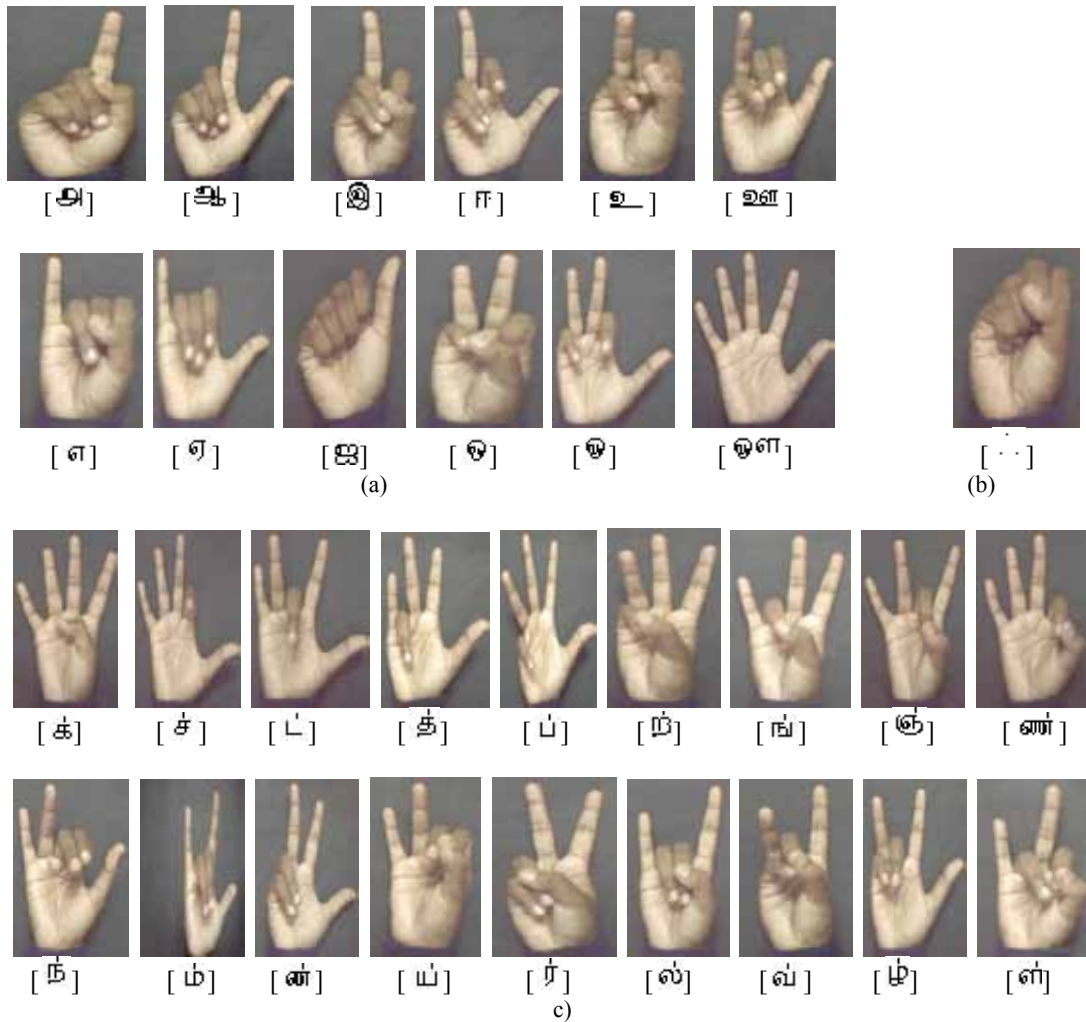 [அ] [ஆ] [இ] [ஈ] [உ] [ஊ]
[எ] [ஏ] [ஐ] [ஒ] [ஓ] [ஔ] [ஃ]
(a) (b)
[க்] [ச்] [ட்] [த்] [ப்] [ற்] [ங்] [ஞ்] [ண்]
[ந்] [ம்] [ன்] [ய்] [ர்] [ல்] [வ்] [ழ்] [ள்]
c)